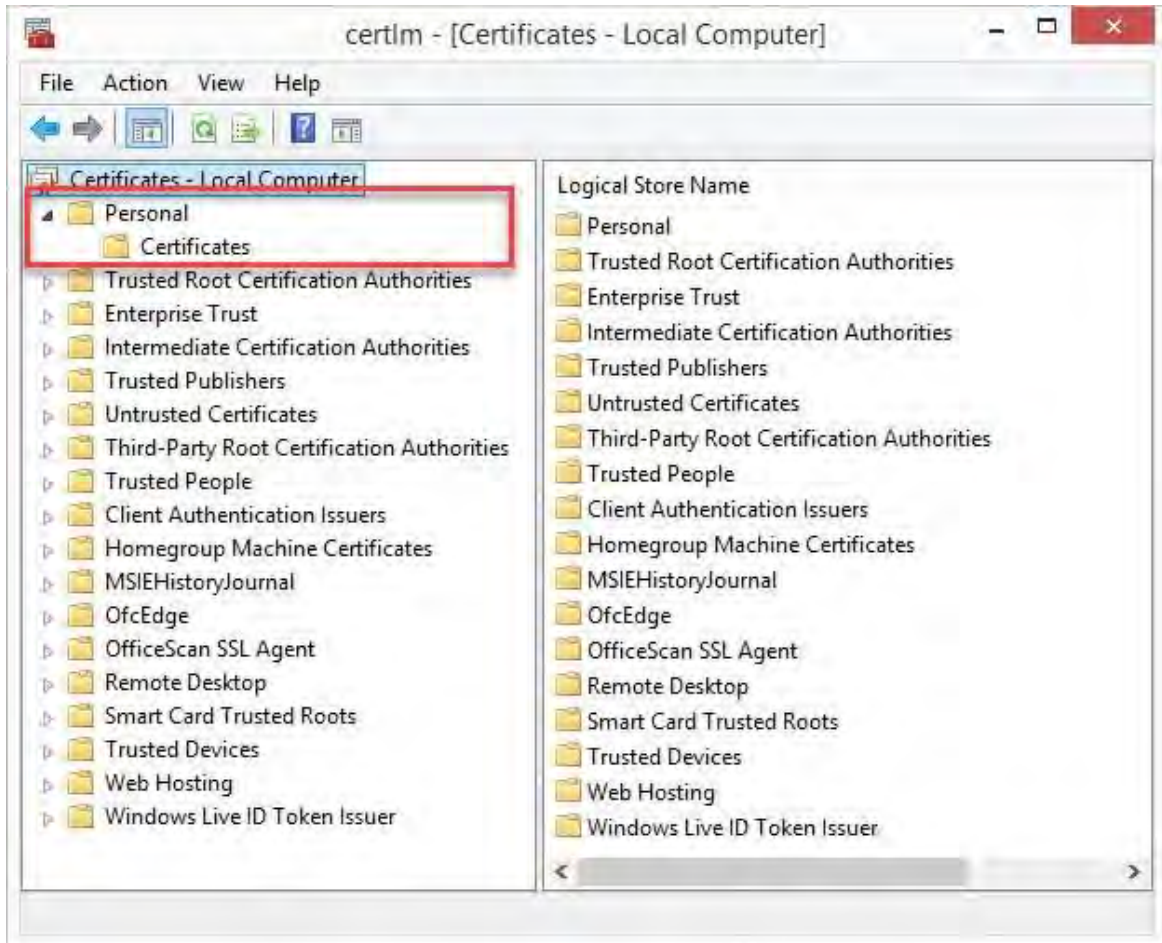 certlm - [Certificates - Local Computer]
File Action View Help
Certificates - Local Computer
Personal
Certificates
Trusted Root Certification Authorities
Enterprise Trust
Intermediate Certification Authorities
Trusted Publishers
Untrusted Certificates
Third-Party Root Certification Authorities
Trusted People
Client Authentication Issuers
Homegroup Machine Certificates
MSIEHistoryJournal
OfcEdge
OfficeScan SSL Agent
Remote Desktop
Smart Card Trusted Roots
Trusted Devices
Web Hosting
Windows Live ID Token Issuer
Logical Store Name
Personal
Trusted Root Certification Authorities
Enterprise Trust
Intermediate Certification Authorities
Trusted Publishers
Untrusted Certificates
Third-Party Root Certification Authorities
Trusted People
Client Authentication Issuers
Homegroup Machine Certificates
MSIEHistoryJournal
OfcEdge
OfficeScan SSL Agent
Remote Desktop
Smart Card Trusted Roots
Trusted Devices
Web Hosting
Windows Live ID Token Issuer